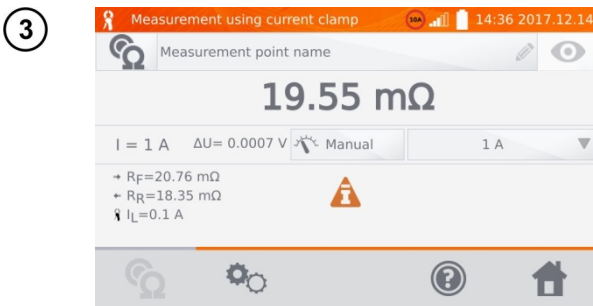 3
Measurement using current clamp 10A 14:36 2017.12.14
Measurement point name
19.55 mΩ
I = 1 A ΔU= 0.0007 V Manual 1 A
→ RF=20.76 mΩ
← RR=18.35 mΩ
IL=0.1 A